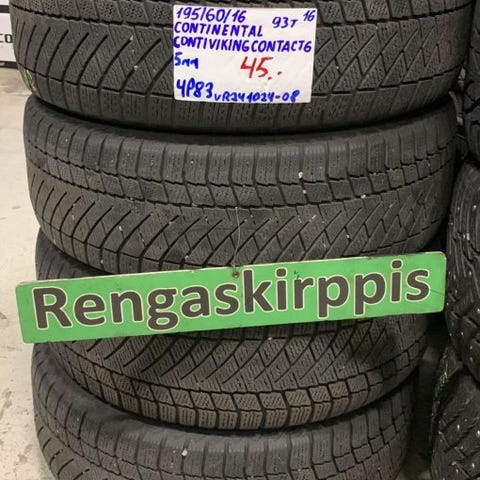 195/60/16 93T 16
CONTINENTAL
CONTIVIKINGCONTACT6
5mm 45.-
4P83 VR241024-08
Rengaskirppis